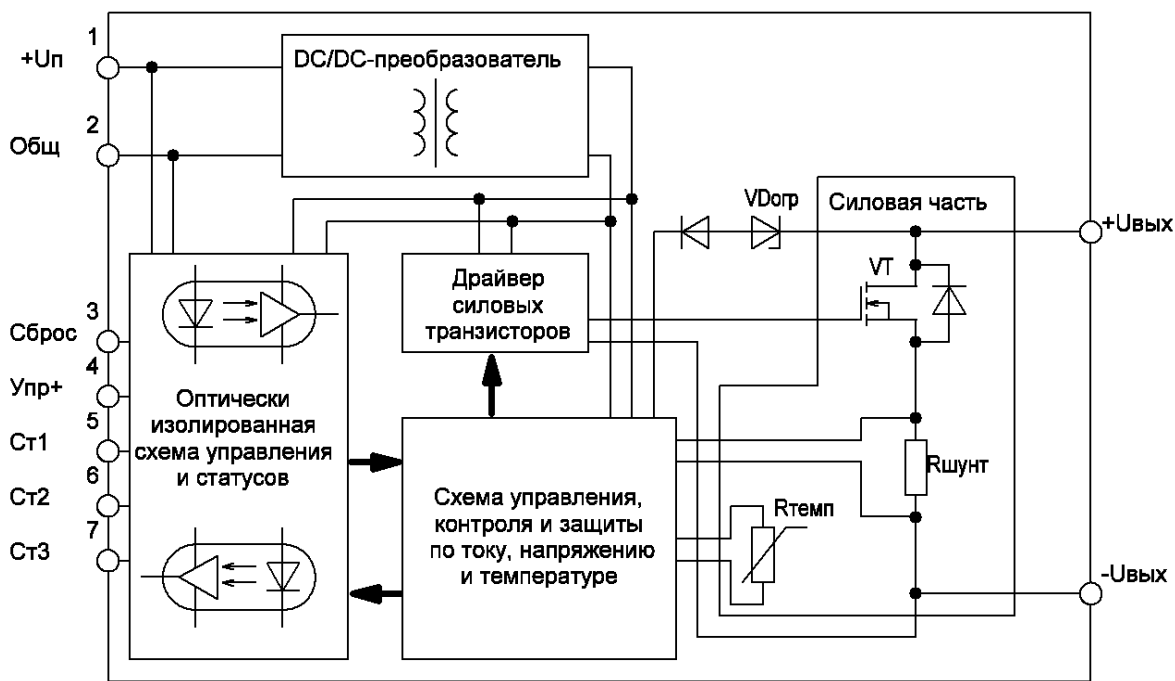 1
+Uп
DC/DC-преобразователь
2
Общ
VDогр
Силовая часть
+Uвых
VT
Драйвер
силовых
транзисторов
3
Сброс
4
Упр+
5
Ст1
6
Ст2
7
Ст3
Оптически
изолированная
схема управления
и статусов
Схема управления,
контроля и защиты
по току, напряжению
и температуре
Rшунт
Rтемп
-Uвых